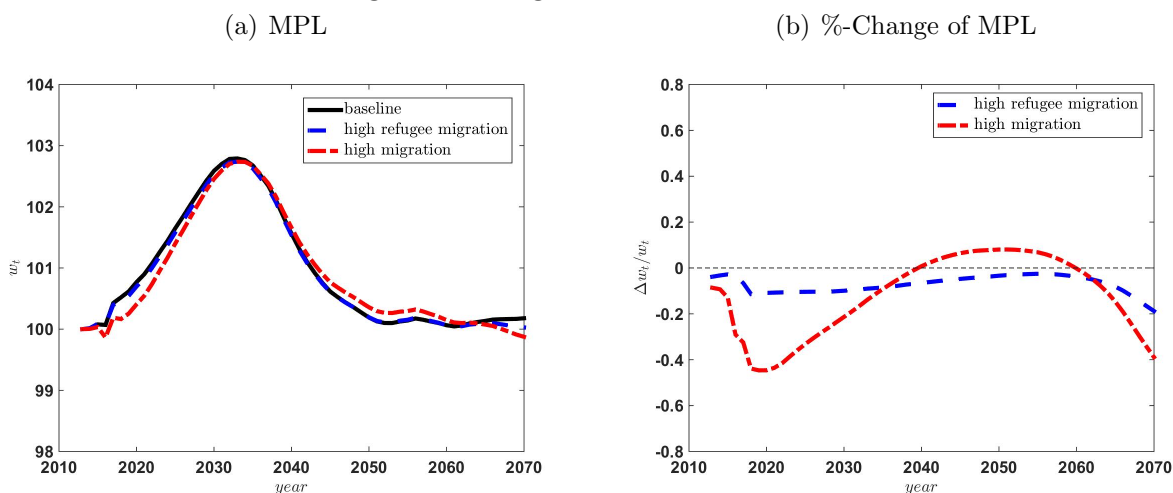 (a) MPL
104
103
102
101
100
99
98
2010 2020 2030 2040 2050 2060 2070
w_t
year
baseline
high refugee migration
high migration
(b) %-Change of MPL
0.8
0.6
0.4
0.2
0
-0.2
-0.4
-0.6
-0.8
2010 2020 2030 2040 2050 2060 2070
Δw_t/w_t
year
high refugee migration
high migration